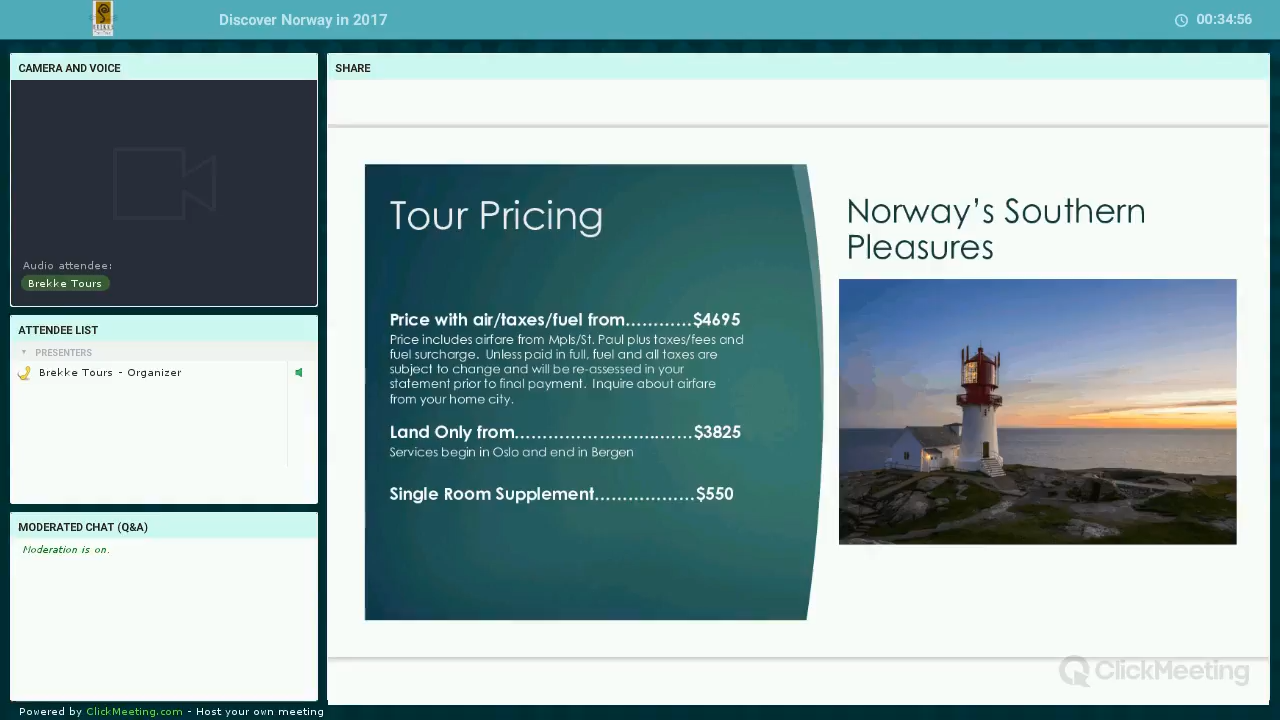 Discover Norway in 2017
00:34:56
CAMERA AND VOICE
Audio attendee:
Brekke Tours
ATTENDEE LIST
PRESENTERS
Brekke Tours - Organizer
MODERATED CHAT (Q&A)
Moderation is on.
SHARE
Tour Pricing
Price with air/taxes/fuel from…………$4695
Price includes airfare from Mpls/St. Paul plus taxes/fees and
fuel surcharge. Unless paid in full, fuel and all taxes are
subject to change and will be re-assessed in your
statement prior to final payment. Inquire about airfare
from your home city.
Land Only from…………………….……$3825
Services begin in Oslo and end in Bergen
Single Room Supplement………………$550
Norway’s Southern
Pleasures
ClickMeeting
Powered by ClickMeeting.com - Host your own meeting